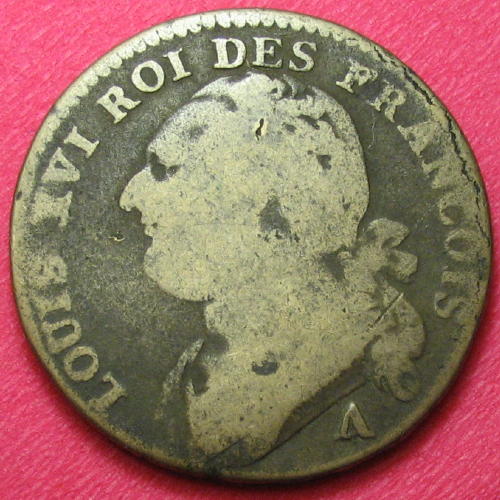 LOUIS XVI ROI DES FRANCOIS
A